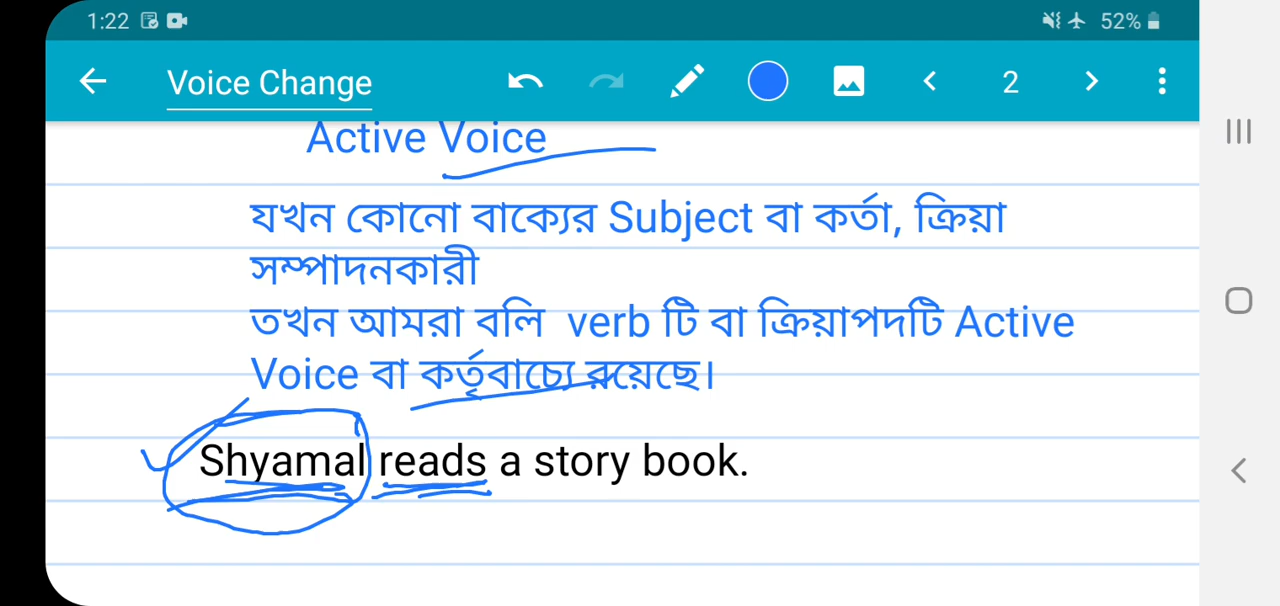 1:22 52%
Voice Change 2
Active Voice
যখন কোনো বাক্যের Subject বা কর্তা, ক্রিয়া
সম্পাদনকারী
তখন আমরা বলি verb টি বা ক্রিয়াপদটি Active
Voice বা কর্তৃবাচ্যে রয়েছে।
Shyamal reads a story book.